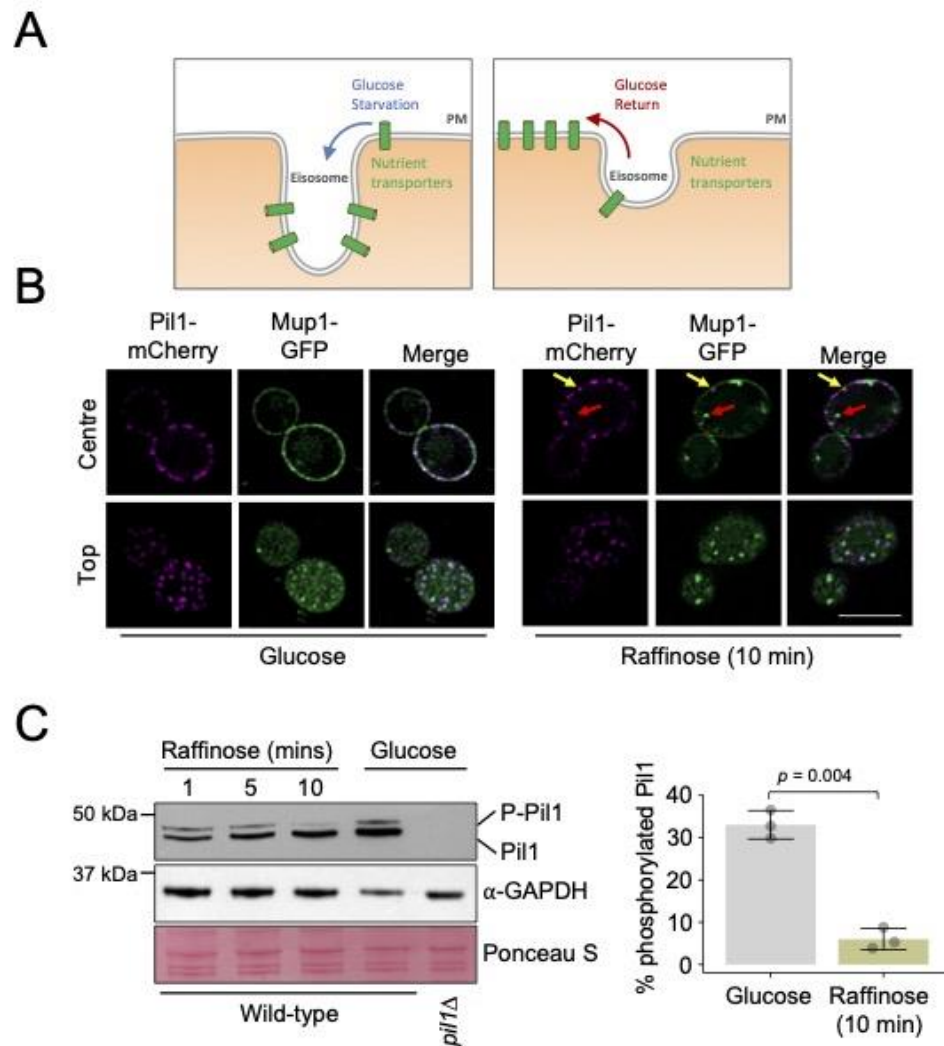 A
Glucose
Starvation
PM
Eisosome
Nutrient
transporters
Glucose
Return
PM
Eisosome
Nutrient
transporters
B
Pil1-
mCherry
Mup1-
GFP
Merge
Pil1-
mCherry
Mup1-
GFP
Merge
Centre
Top
Glucose
Raffinose (10 min)
C
Raffinose (mins)
Glucose
1 5 10
50 kDa
P-Pil1
Pil1
37 kDa
α-GAPDH
Ponceau S
Wild-type
pil1Δ
p = 0.004
% phosphorylated Pil1
40
30
20
10
0
Glucose
Raffinose
(10 min)